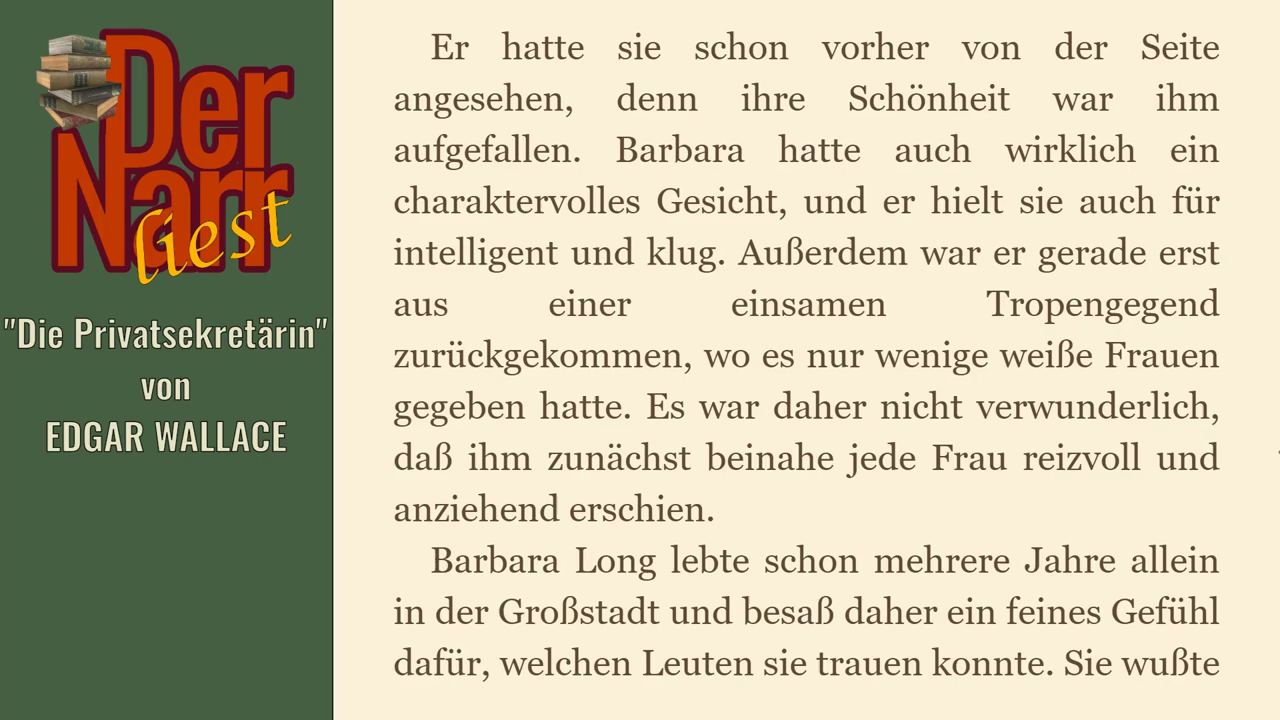 Der
Narr
liest
"Die Privatsekretärin"
von
EDGAR WALLACE
Er hatte sie schon vorher von der Seite
angesehen, denn ihre Schönheit war ihm
aufgefallen. Barbara hatte auch wirklich ein
charaktervolles Gesicht, und er hielt sie auch für
intelligent und klug. Außerdem war er gerade erst
aus einer einsamen Tropengegend
zurückgekommen, wo es nur wenige weiße Frauen
gegeben hatte. Es war daher nicht verwunderlich,
daß ihm zunächst beinahe jede Frau reizvoll und
anziehend erschien.
Barbara Long lebte schon mehrere Jahre allein
in der Großstadt und besaß daher ein feines Gefühl
dafür, welchen Leuten sie trauen konnte. Sie wußte